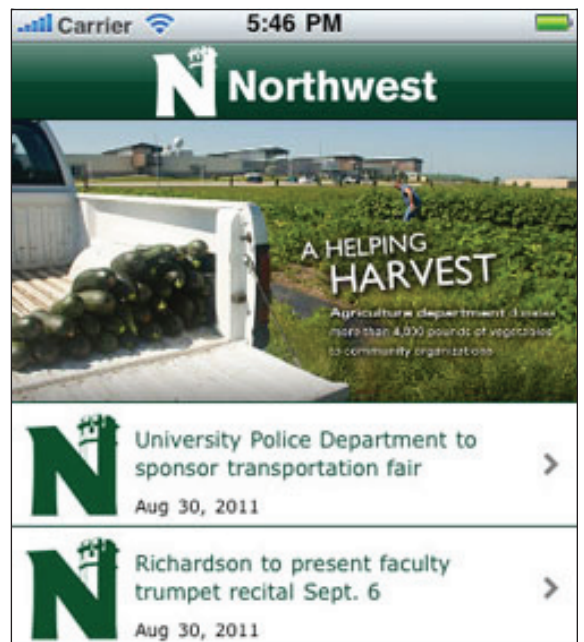 Carrier 5:46 PM
N Northwest
A HELPING
HARVEST
Agriculture department donates
more than 4,000 pounds of vegetables
to community organizations
N University Police Department to
sponsor transportation fair
Aug 30, 2011
N Richardson to present faculty
trumpet recital Sept. 6
Aug 30, 2011